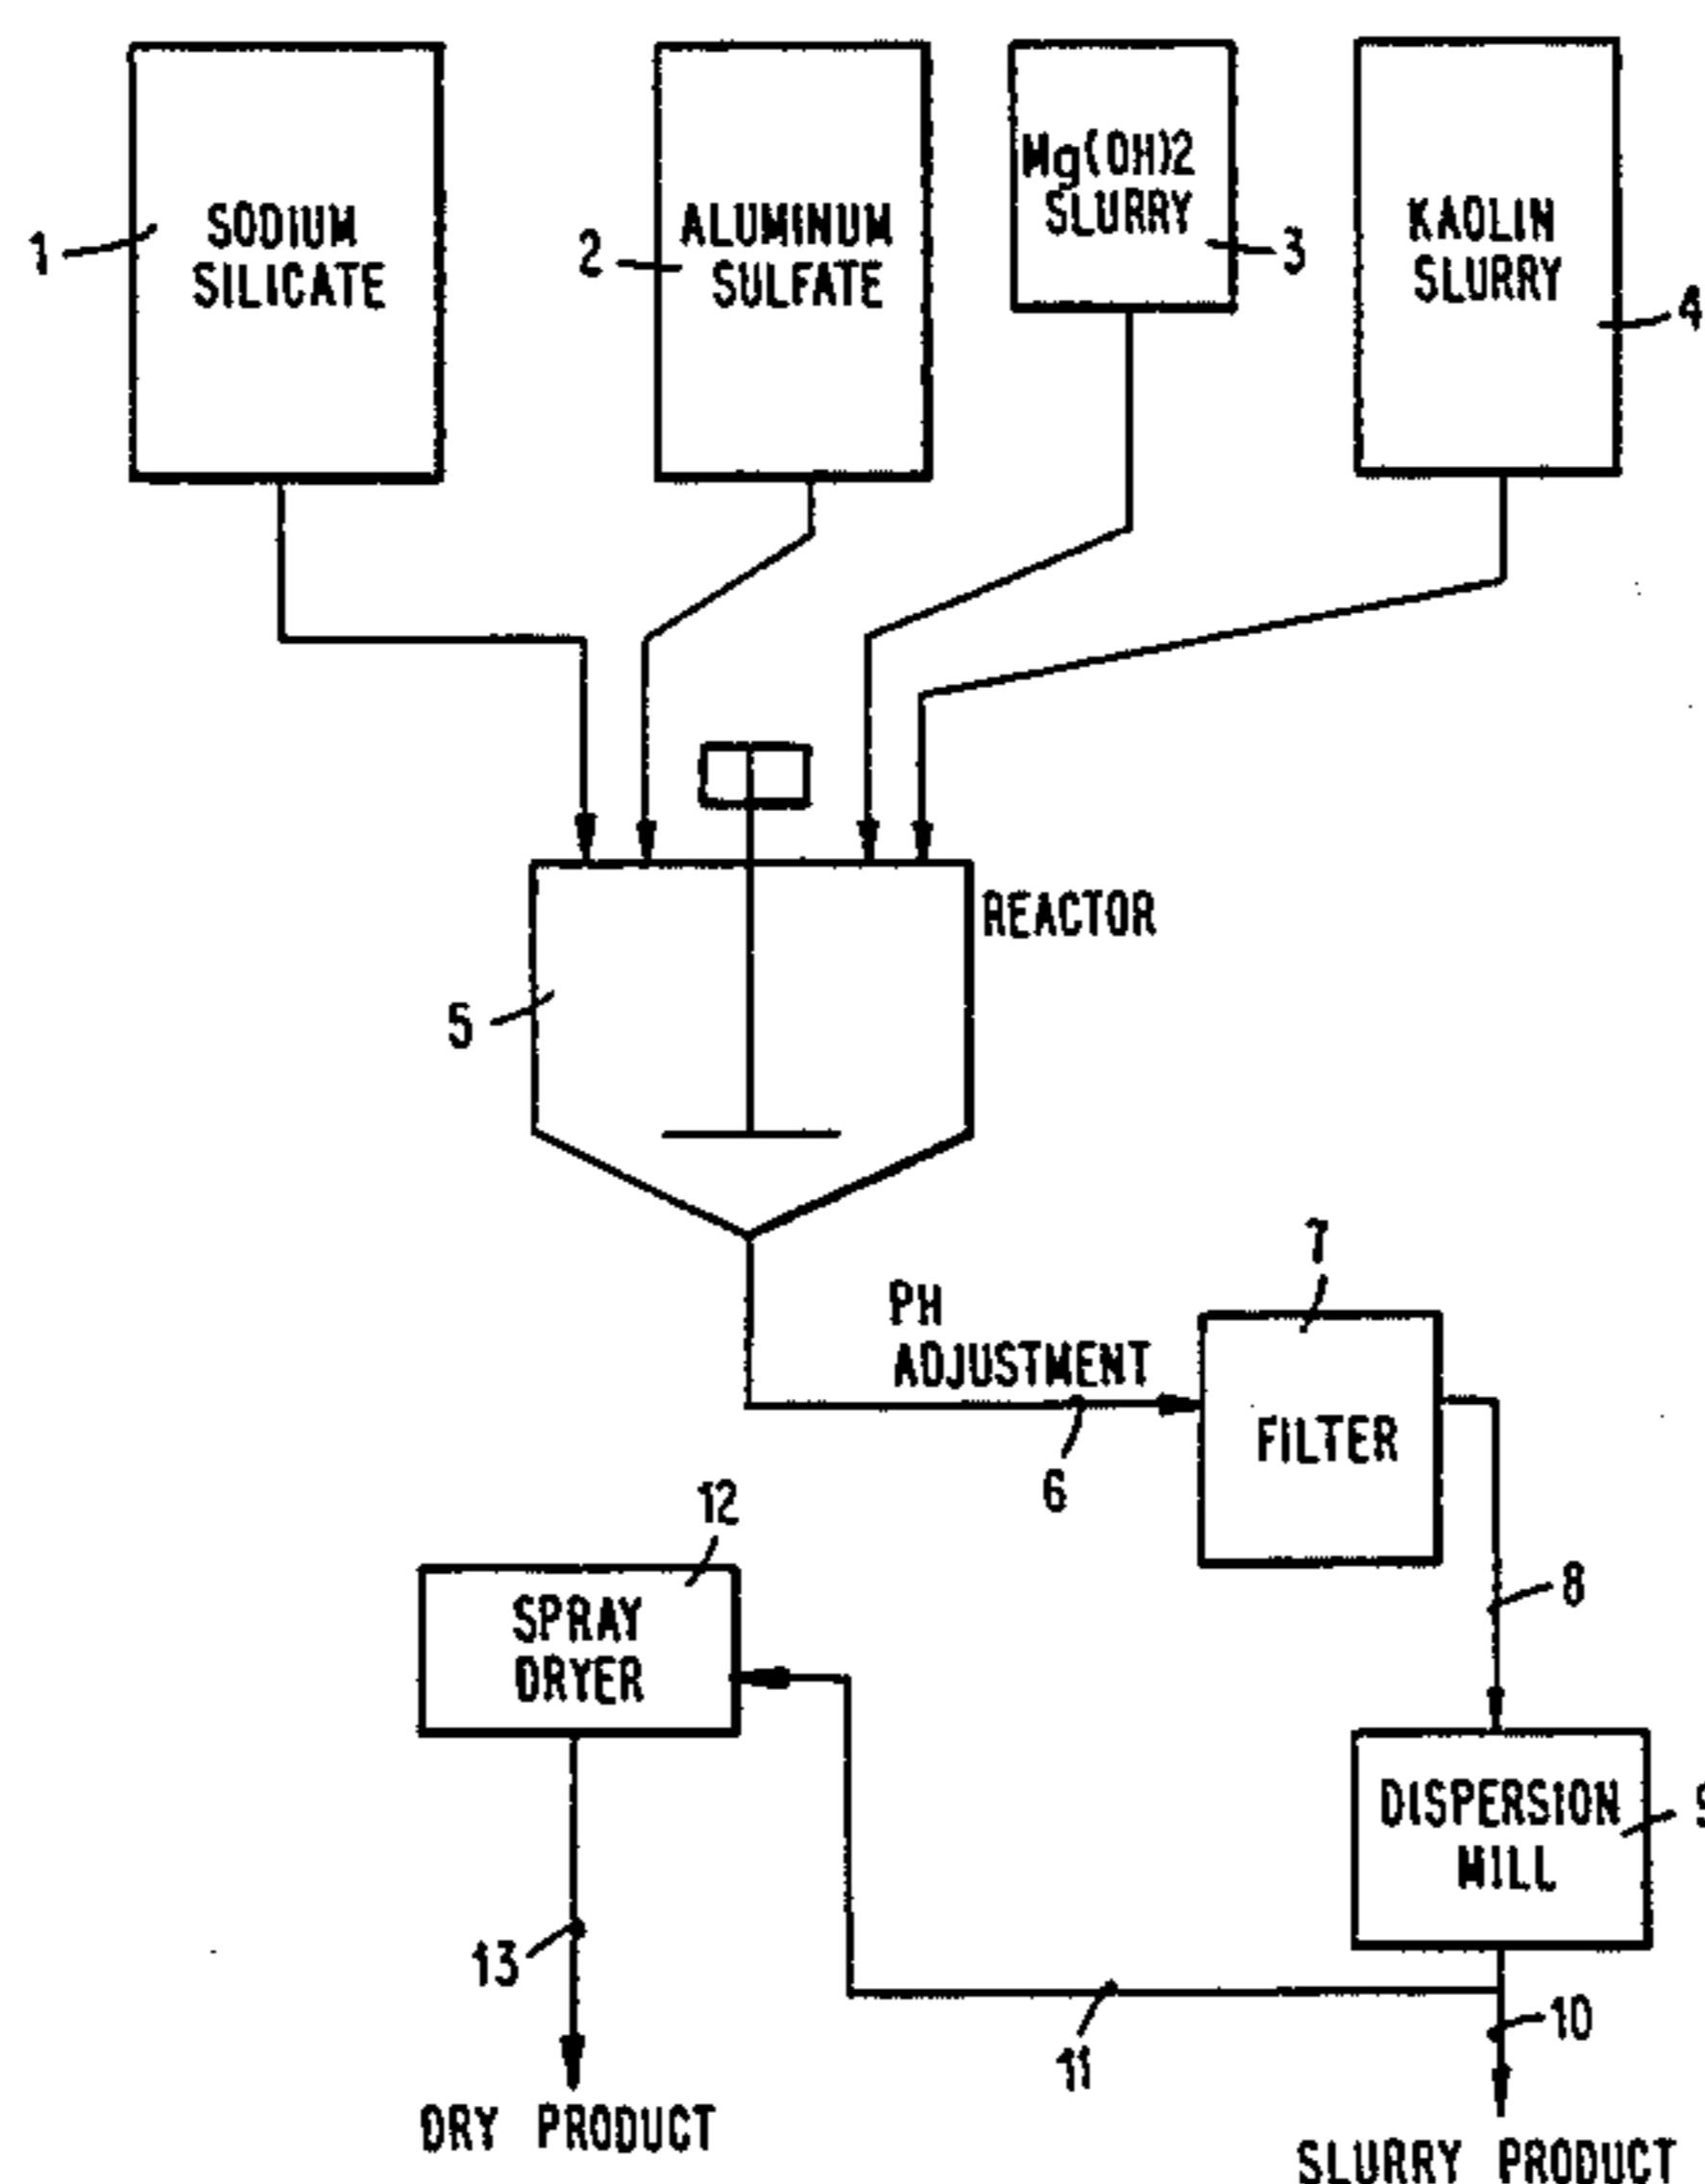 1
SODIUM
SILICATE
2
ALUMINUM
SULFATE
Mg(OH)2
SLURRY
3
KAOLIN
SLURRY
4
REACTOR
5
PH
ADJUSTMENT
6
7
FILTER
8
12
SPRAY
DRYER
DISPERSION
MILL
9
13
11
10
DRY PRODUCT
SLURRY PRODUCT